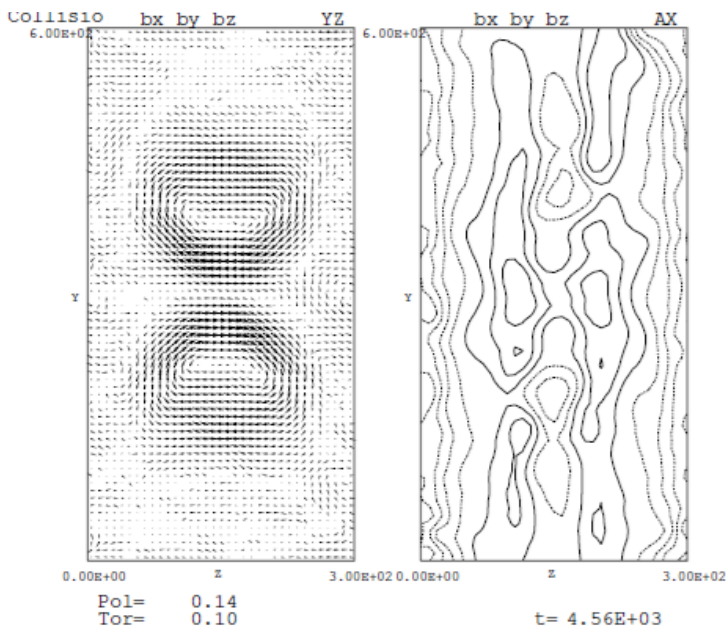 Collisio bx by bz YZ bx by bz AX
6.00E+02 6.00E+02
Y Y
0.00E+00 Z 3.00E+02 0.00E+00 Z 3.00E+02
Pol= 0.14
Tor= 0.10 t= 4.56E+03